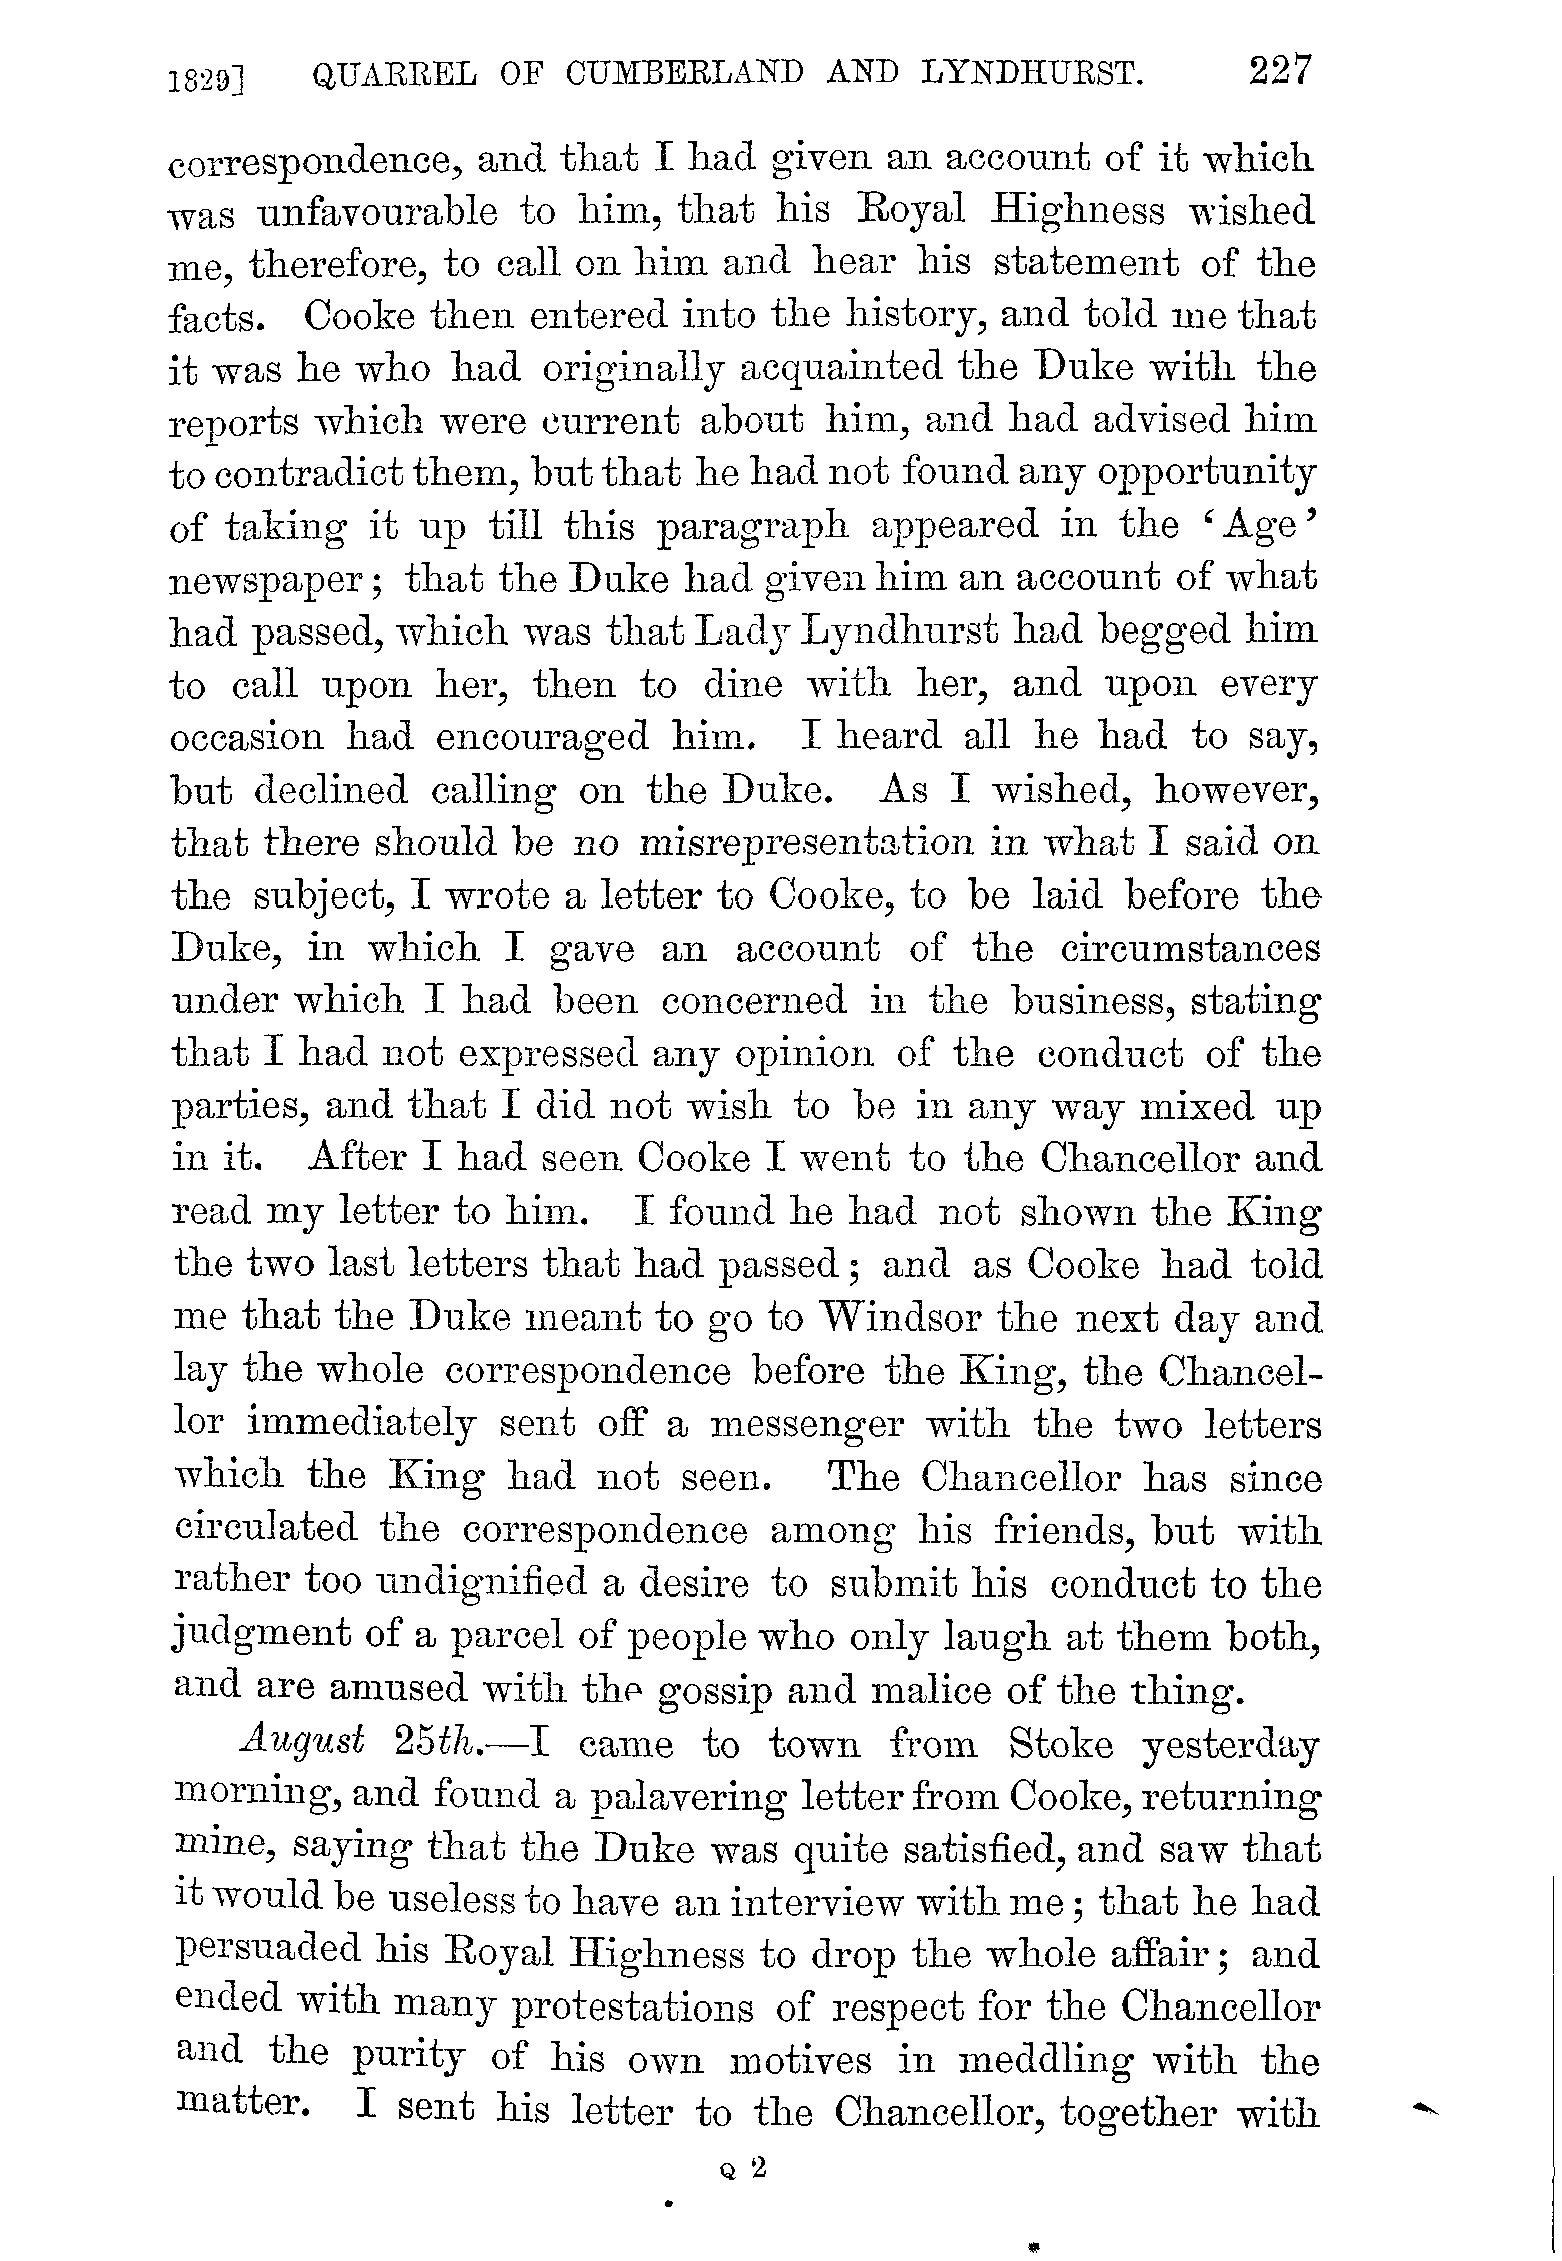 1829] QUARREL OF CUMBERLAND AND LYNDHURST. 227
correspondence, and that I had given an account of it which
was unfavourable to him, that his Royal Highness wished
me, therefore, to call on him and hear his statement of the
facts. Cooke then entered into the history, and told me that
it was he who had originally acquainted the Duke with the
reports which were current about him, and had advised him
to contradict them, but that he had not found any opportunity
of taking it up till this paragraph appeared in the ‘Age’
newspaper; that the Duke had given him an account of what
had passed, which was that Lady Lyndhurst had begged him
to call upon her, then to dine with her, and upon every
occasion had encouraged him. I heard all he had to say,
but declined calling on the Duke. As I wished, however,
that there should be no misrepresentation in what I said on
the subject, I wrote a letter to Cooke, to be laid before the
Duke, in which I gave an account of the circumstances
under which I had been concerned in the business, stating
that I had not expressed any opinion of the conduct of the
parties, and that I did not wish to be in any way mixed up
in it. After I had seen Cooke I went to the Chancellor and
read my letter to him. I found he had not shown the King
the two last letters that had passed; and as Cooke had told
me that the Duke meant to go to Windsor the next day and
lay the whole correspondence before the King, the Chancel-
lor immediately sent off a messenger with the two letters
which the King had not seen. The Chancellor has since
circulated the correspondence among his friends, but with
rather too undignified a desire to submit his conduct to the
judgment of a parcel of people who only laugh at them both,
and are amused with the gossip and malice of the thing.
August 25th.—I came to town from Stoke yesterday
morning, and found a palavering letter from Cooke, returning
mine, saying that the Duke was quite satisfied, and saw that
it would be useless to have an interview with me; that he had
persuaded his Royal Highness to drop the whole affair; and
ended with many protestations of respect for the Chancellor
and the purity of his own motives in meddling with the
matter. I sent his letter to the Chancellor, together with
Q 2